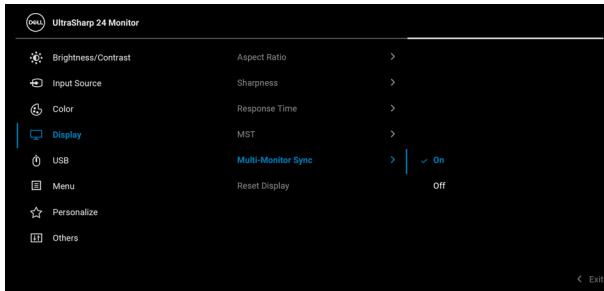 DELL UltraSharp 24 Monitor
Brightness/Contrast
Input Source
Color
Display
USB
Menu
Personalize
Others
Aspect Ratio
Sharpness
Response Time
MST
Multi-Monitor Sync
Reset Display
On
Off
Exit